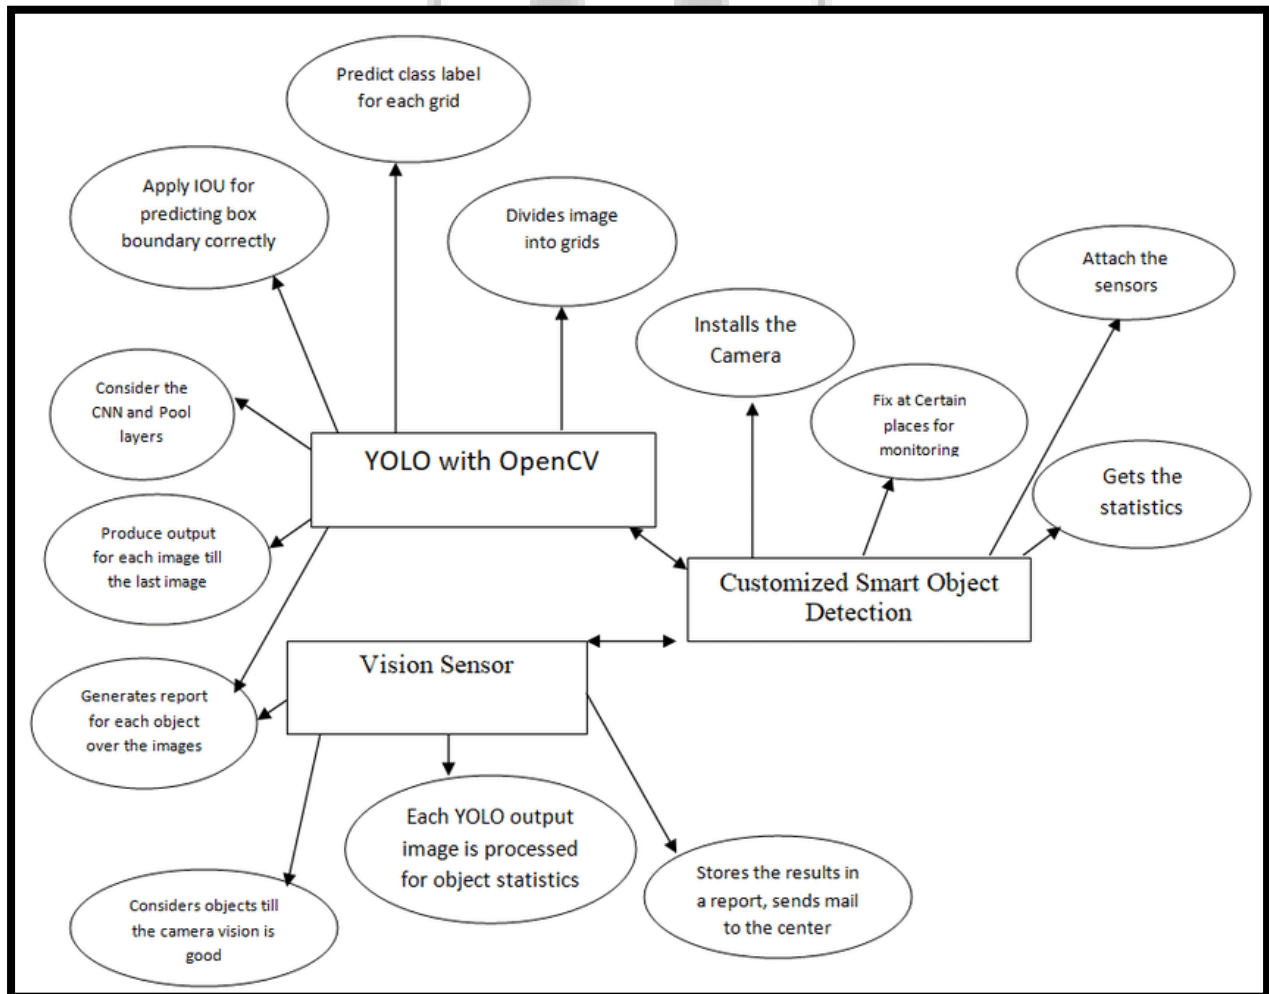 Predict class label
for each grid
Apply IOU for
predicting box
boundary correctly
Divides image
into grids
Attach the
sensors
Installs the
Camera
Consider the
CNN and Pool
layers
Fix at Certain
places for
monitoring
YOLO with OpenCV
Gets the
statistics
Produce output
for each image till
the last image
Customized Smart Object
Detection
Vision Sensor
Generates report
for each object
over the images
Each YOLO output
image is processed
for object statistics
Stores the results in
a report, sends mail
to the center
Considers objects till
the camera vision is
good